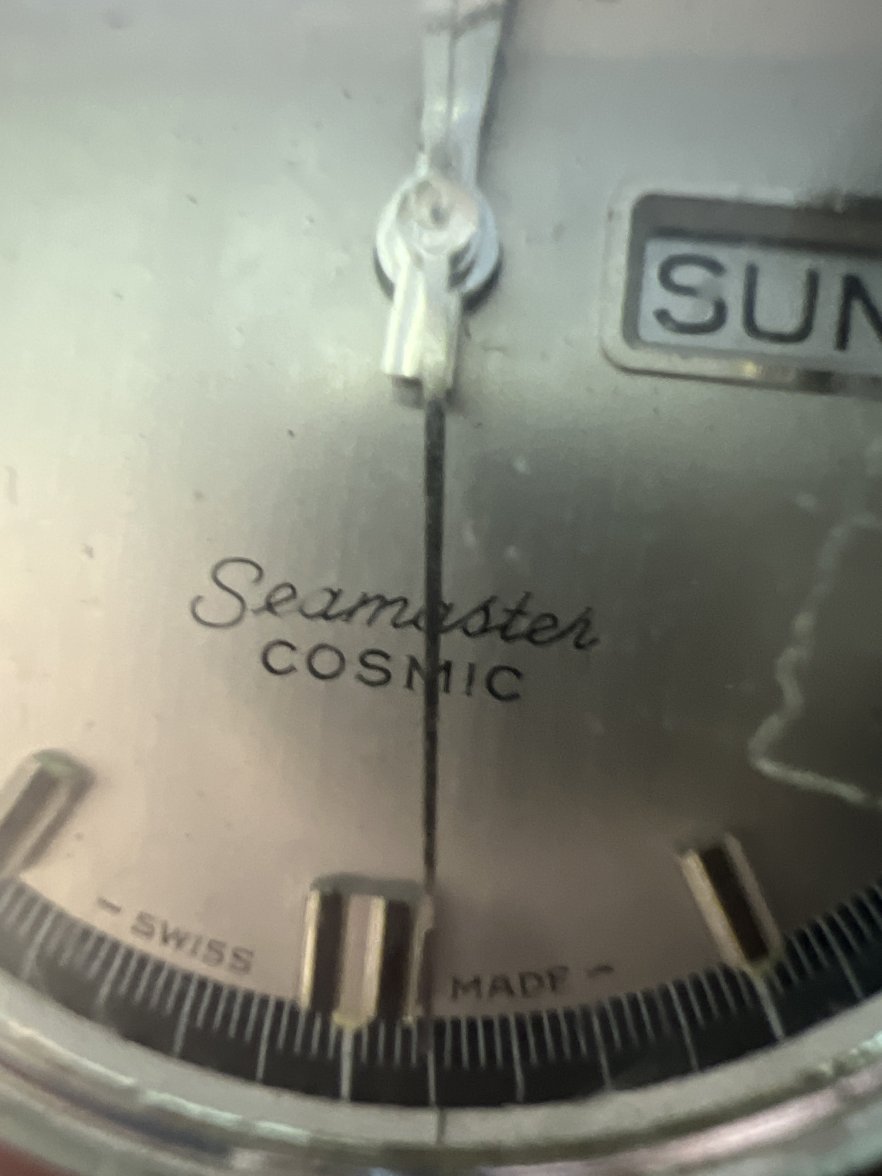 SUN
Seamaster
COSMIC
- SWISS MADE -